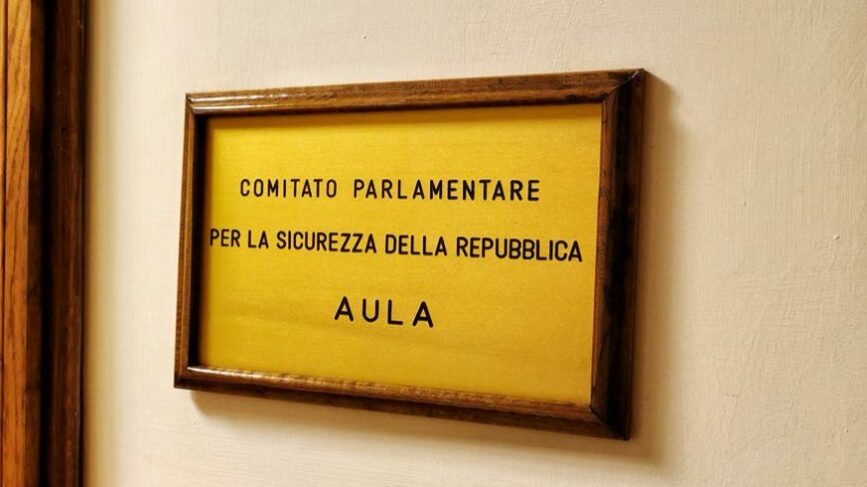 COMITATO PARLAMENTARE
PER LA SICUREZZA DELLA REPUBBLICA
AULA